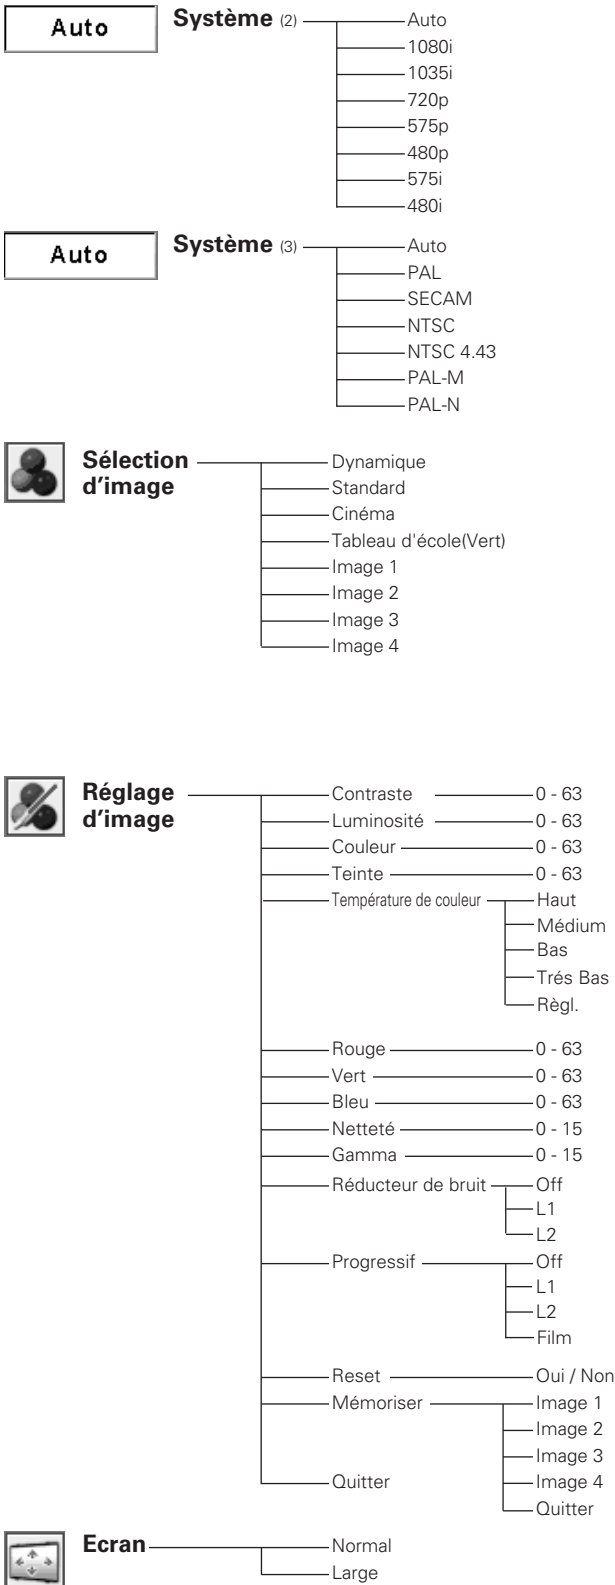 Auto
Système (2)
Auto
1080i
1035i
720p
575p
480p
575i
480i
Auto
Système (3)
Auto
PAL
SECAM
NTSC
NTSC 4.43
PAL-M
PAL-N
Sélection
d'image
Dynamique
Standard
Cinéma
Tableau d'école(Vert)
Image 1
Image 2
Image 3
Image 4
Réglage
d'image
Contraste 0 - 63
Luminosité 0 - 63
Couleur 0 - 63
Teinte 0 - 63
Température de couleur Haut
Médium
Bas
Trés Bas
Règl.
Rouge 0 - 63
Vert 0 - 63
Bleu 0 - 63
Netteté 0 - 15
Gamma 0 - 15
Réducteur de bruit Off
L1
L2
Progressif Off
L1
L2
Film
Reset Oui / Non
Mémoriser Image 1
Image 2
Image 3
Quitter Image 4
Quitter
Ecran Normal
Large